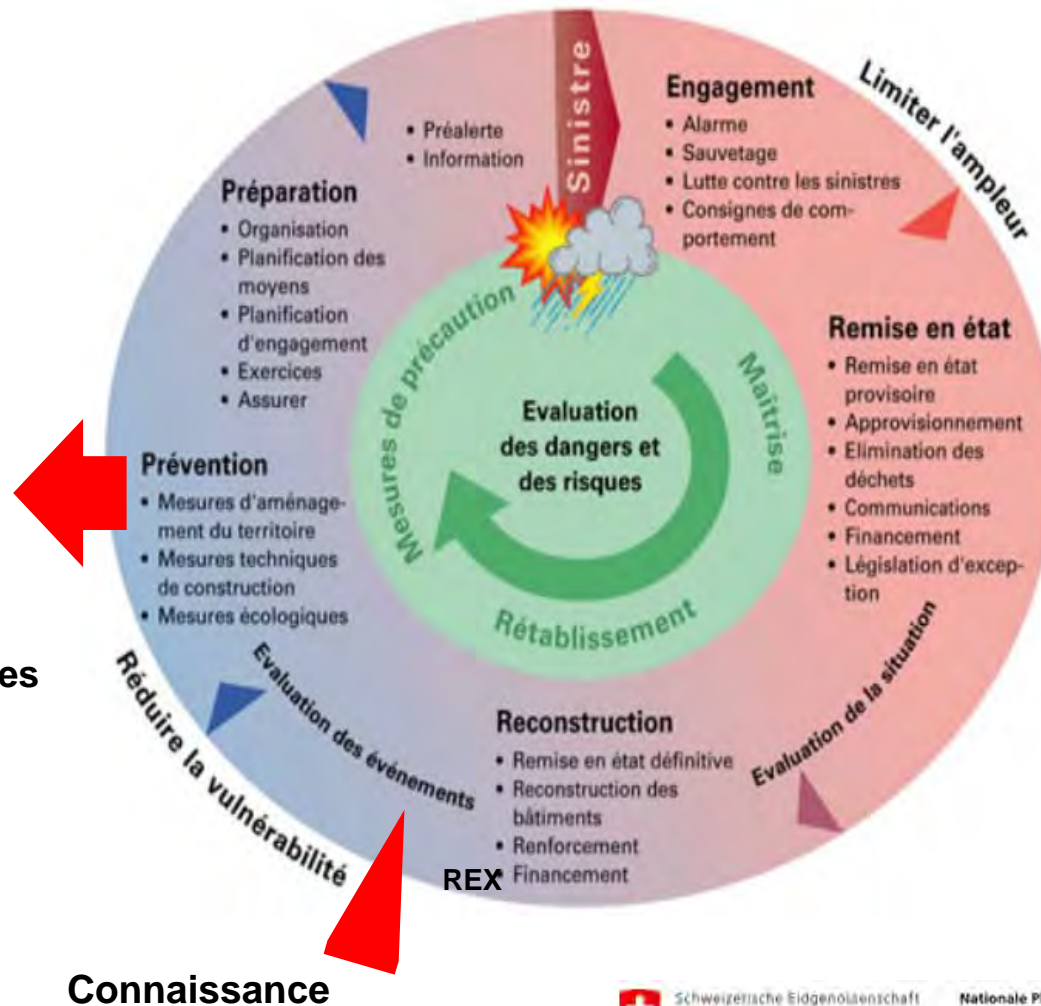 Sinistre
Engagement
• Alarme
• Sauvetage
• Lutte contre les sinistres
• Consignes de com-
portement
Limiter l'ampleur
Remise en état
• Remise en état
provisoire
• Approvisionnement
• Elimination des
déchets
• Communications
• Financement
• Législation d'excep-
tion
Evaluation de la situation
Reconstruction
• Remise en état définitive
• Reconstruction des
bâtiments
• Renforcement
• Financement
REX
Evaluation des événements
Réduire la vulnérabilité
Connaissance
es
Prévention
• Mesures d'aménage-
ment du territoire
• Mesures techniques
de construction
• Mesures écologiques
Préparation
• Organisation
• Planification des
moyens
• Planification
d'engagement
• Exercices
• Assurer
• Préalerte
• Information
Mesures de précaution
Maîtrise
Rétablissement
Evaluation
des dangers et
des risques
Schweizerische Eidgenossenschaft
Nationale Pl